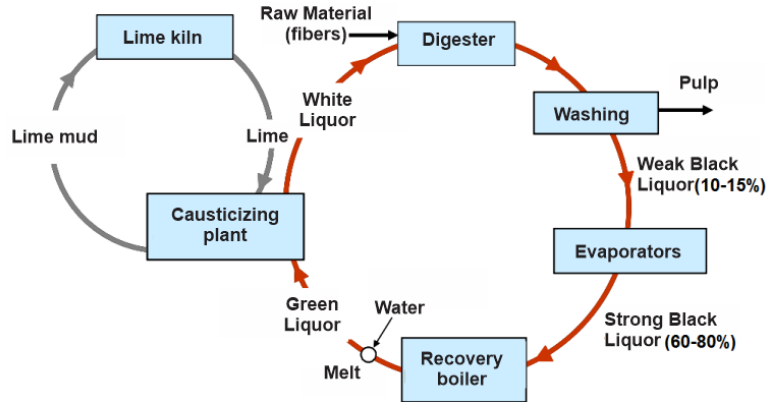 Raw Material
(fibers)
Lime kiln
Digester
Pulp
White
Liquor
Washing
Lime mud
Lime
Weak Black
Liquor(10-15%)
Causticizing
plant
Evaporators
Green
Liquor
Water
Strong Black
Liquor (60-80%)
Melt
Recovery
boiler